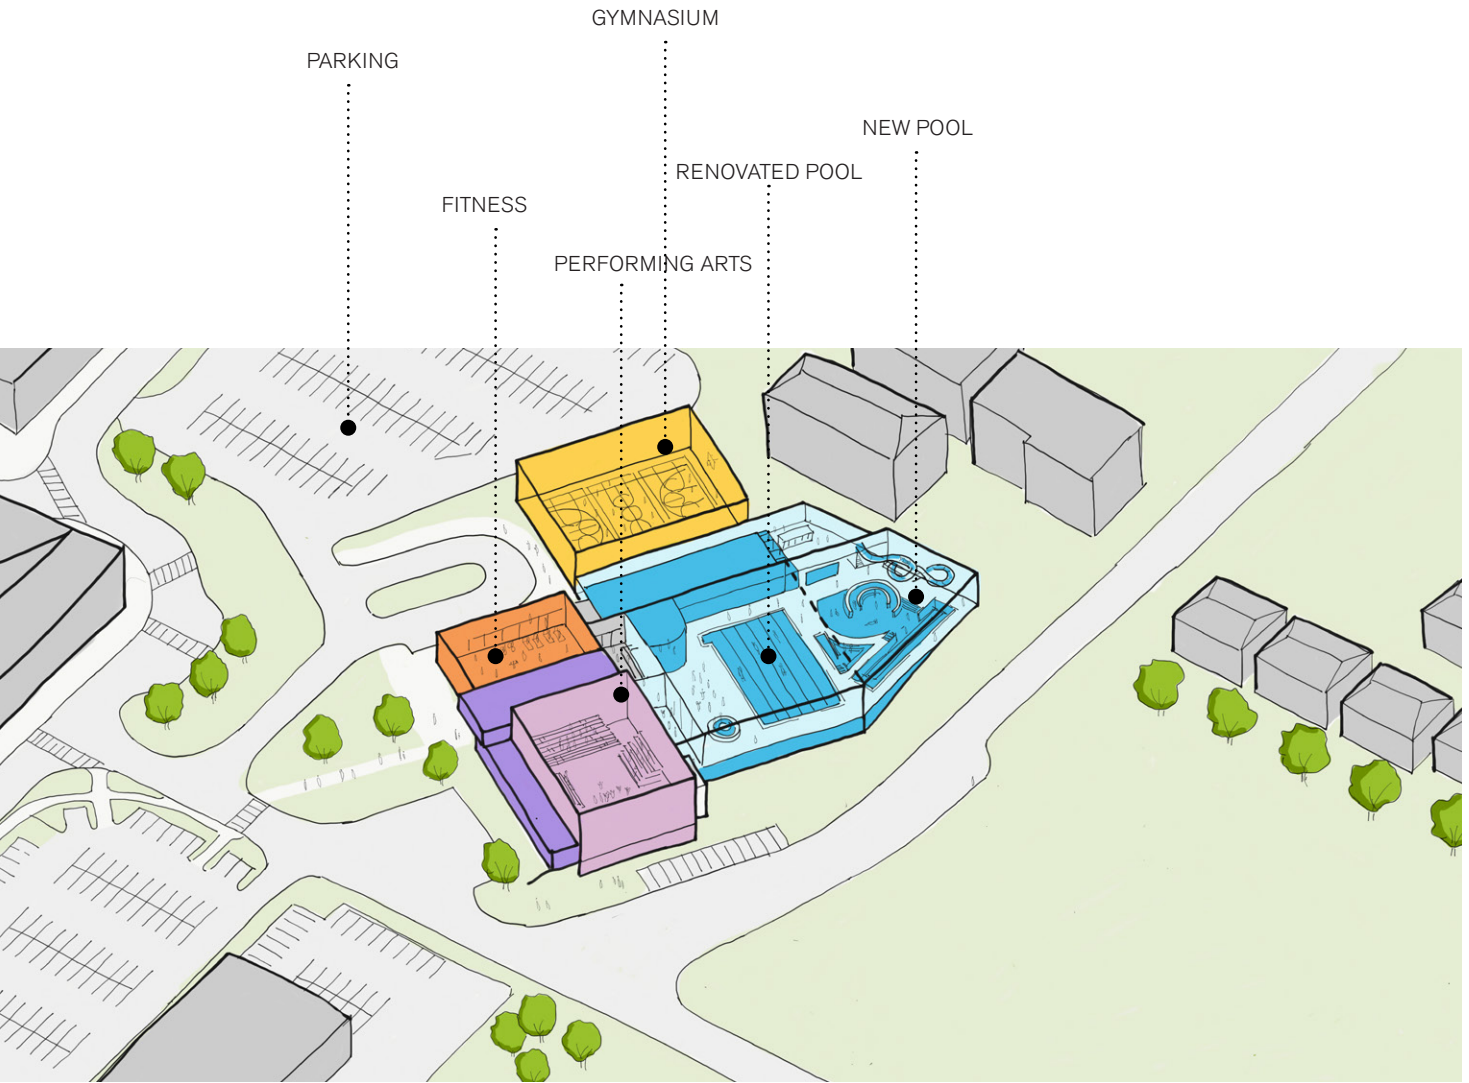 GYMNASIUM
PARKING
NEW POOL
RENOVATED POOL
FITNESS
PERFORMING ARTS